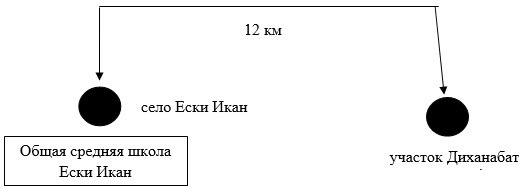 12 км
село Ески Икан
Общая средняя школа
Ески Икан
участок Диханабат